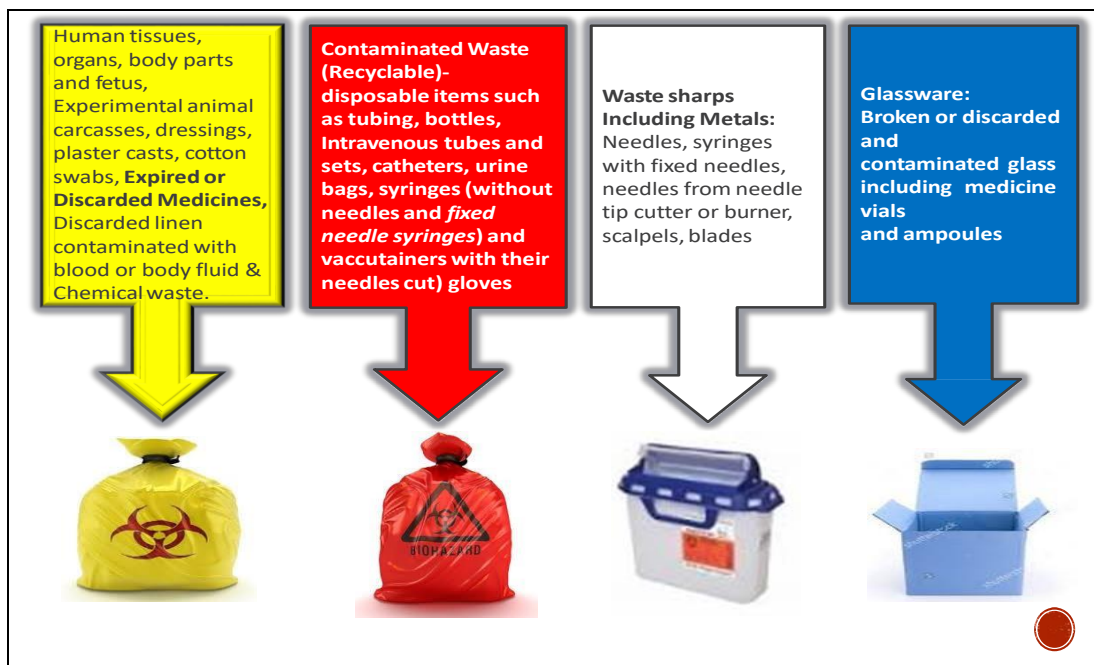 Human tissues,
organs, body parts
and fetus,
Experimental animal
carcasses, dressings,
plaster casts, cotton
swabs, Expired or
Discarded Medicines,
Discarded linen
contaminated with
blood or body fluid &
Chemical waste.
Contaminated Waste
(Recyclable)-
disposable items such
as tubing, bottles,
Intravenous tubes and
sets, catheters, urine
bags, syringes (without
needles and fixed
needle syringes) and
vaccutainers with their
needles cut) gloves
Waste sharps
Including Metals:
Needles, syringes
with fixed needles,
needles from needle
tip cutter or burner,
scalpels, blades
Glassware:
Broken or discarded
and
contaminated glass
including medicine
vials
and ampoules
BIOHAZARD
shutterstock
shutterstock